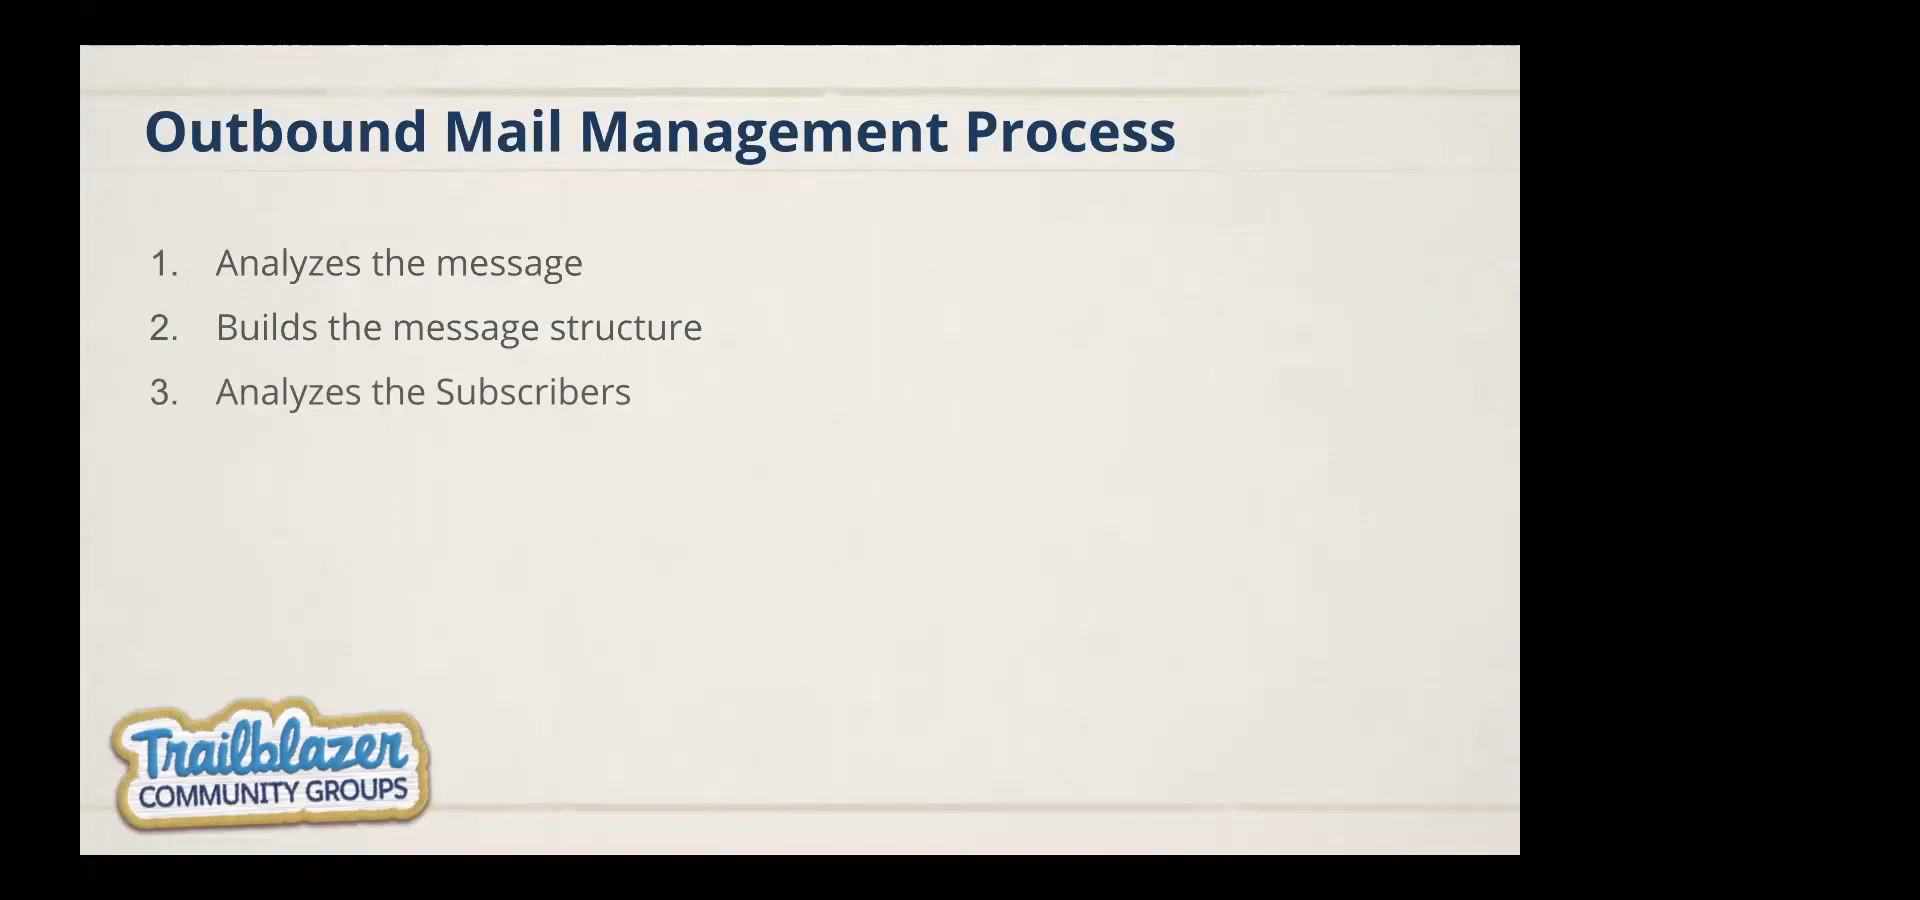 Outbound Mail Management Process
1. Analyzes the message
2. Builds the message structure
3. Analyzes the Subscribers
Trailblazer
COMMUNITY GROUPS